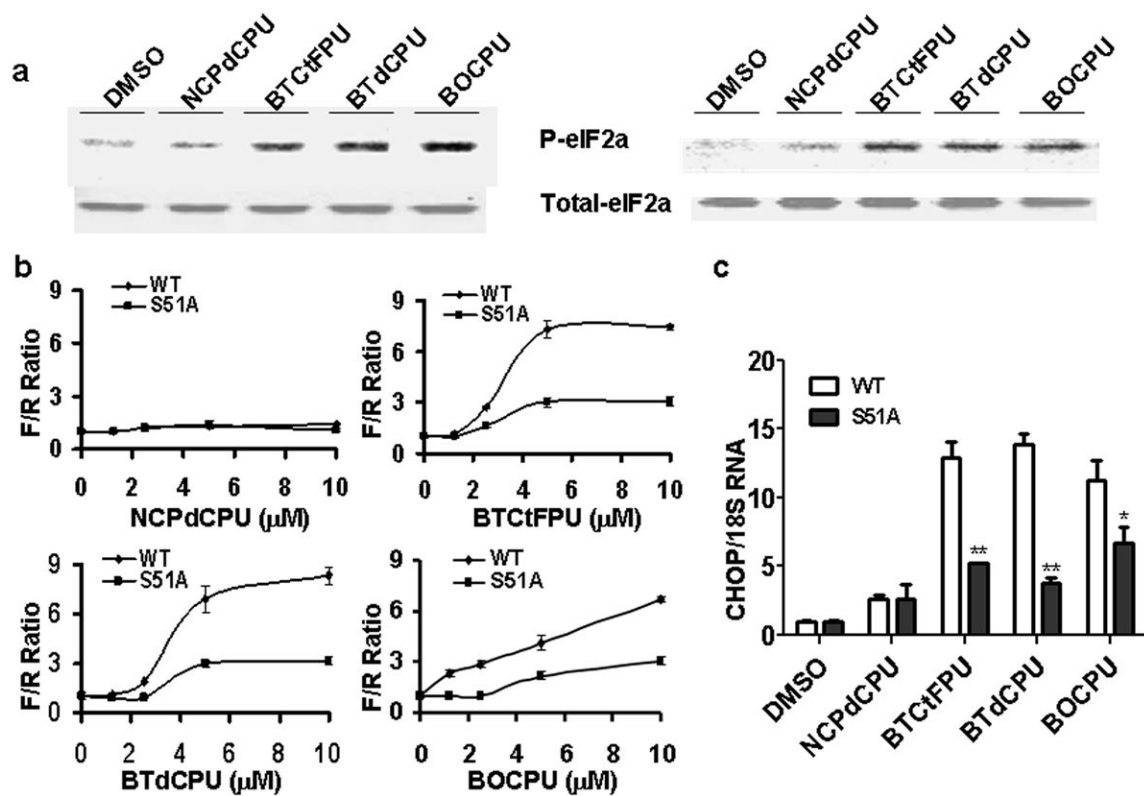 a
DMSO
NCPdCPU
BTCtFPU
BTdCPU
BOCPU
DMSO
NCPdCPU
BTCtFPU
BTdCPU
BOCPU
P-eIF2a
Total-eIF2a
b
WT
S51A
9
6
3
0
F/R Ratio
0 2 4 6 8 10
NCPdCPU (µM)
WT
S51A
9
6
3
0
F/R Ratio
0 2 4 6 8 10
BTCtFPU (µM)
WT
S51A
9
6
3
0
F/R Ratio
0 2 4 6 8 10
BTdCPU (µM)
WT
S51A
9
6
3
0
F/R Ratio
0 2 4 6 8 10
BOCPU (µM)
c
WT
S51A
20
15
10
5
0
CHOP/18S RNA
**
**
*
DMSO
NCPdCPU
BTCtFPU
BTdCPU
BOCPU